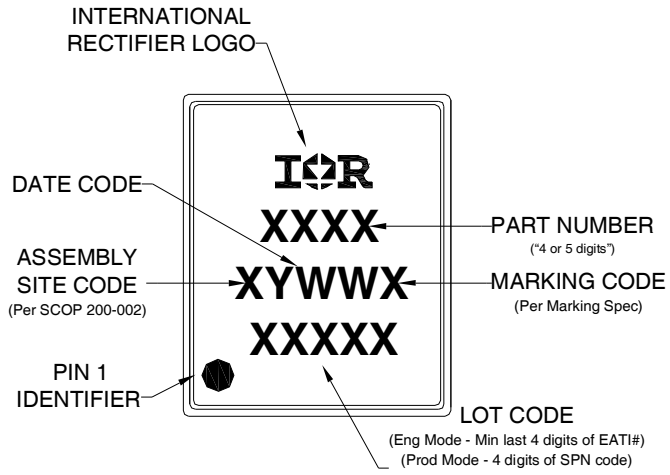 INTERNATIONAL
RECTIFIER LOGO
IOR
DATE CODE
XXXX
PART NUMBER
(“4 or 5 digits”)
ASSEMBLY
SITE CODE
(Per SCOP 200-002)
XYWWX
MARKING CODE
(Per Marking Spec)
XXXXX
PIN 1
IDENTIFIER
LOT CODE
(Eng Mode - Min last 4 digits of EATI#)
(Prod Mode - 4 digits of SPN code)